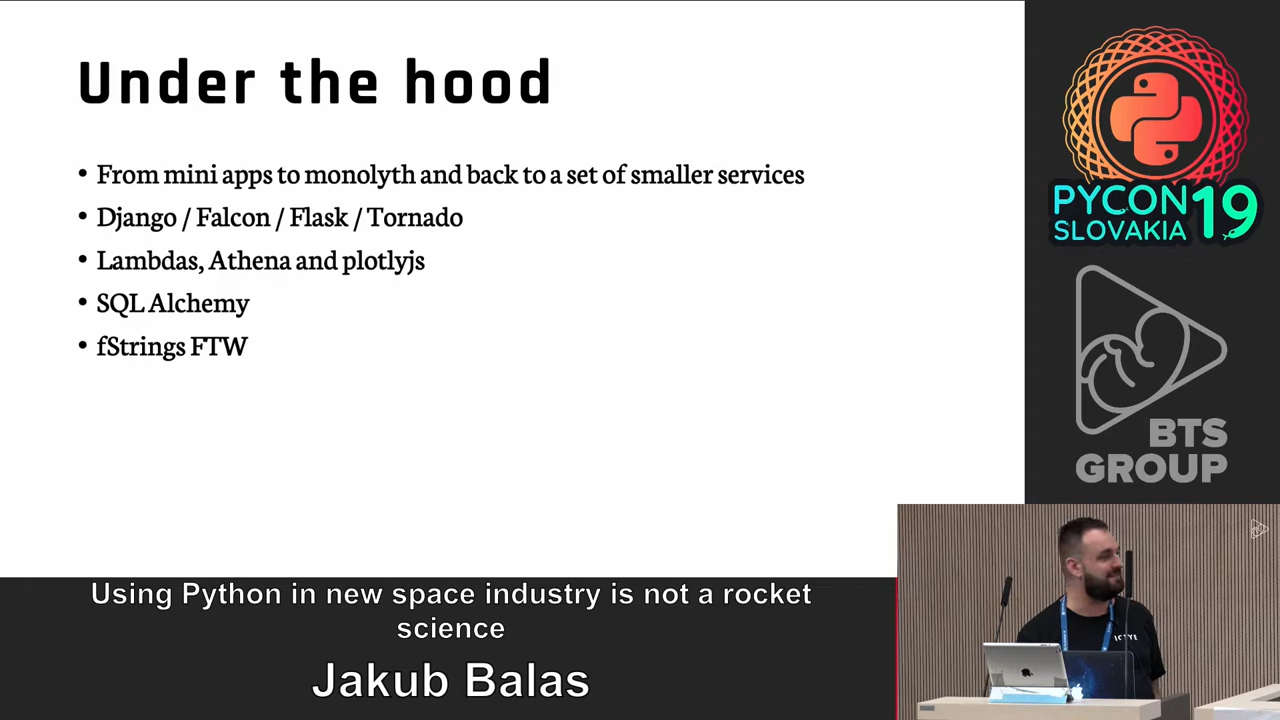 Under the hood
• From mini apps to monolyth and back to a set of smaller services
• Django / Falcon / Flask / Tornado
• Lambdas, Athena and plotlyjs
• SQL Alchemy
• fStrings FTW
PYCON 19
SLOVAKIA
BTS
GROUP
Using Python in new space industry is not a rocket
science
Jakub Balas